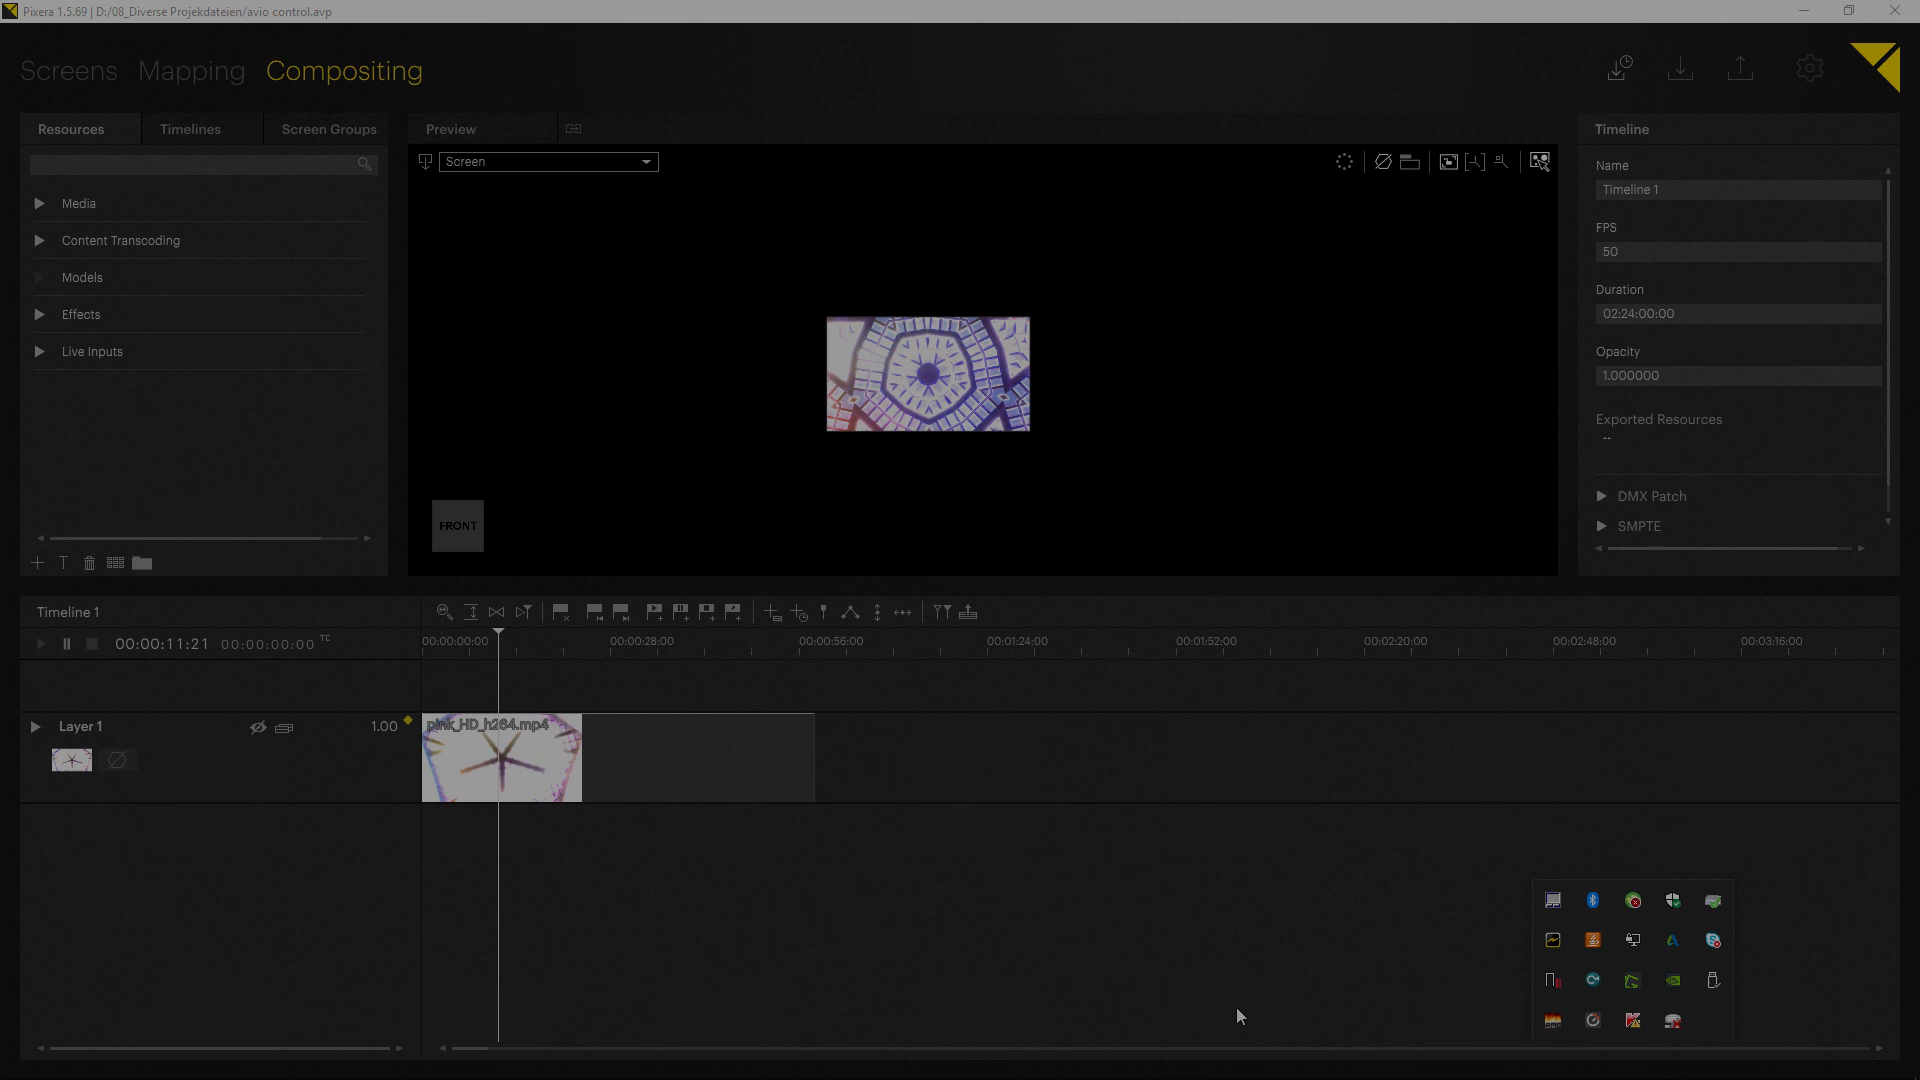 Pixera 1.5.69 | D:/08_Diverse Projekdateien/avio control.avp
Screens Mapping Compositing
Resources Timelines Screen Groups
Media
Content Transcoding
Models
Effects
Live Inputs
T
Preview
Screen
FRONT
Timeline
Name
Timeline 1
FPS
50
Duration
02:24:00:00
Opacity
1.000000
Exported Resources
--
DMX Patch
SMPTE
Timeline 1
00:00:11:21 00:00:00:00 TC
00:00:00:00 00:00:28:00 00:00:56:00 00:01:24:00 00:01:52:00 00:02:20:00 00:02:48:00 00:03:16:00
Layer 1 1.00
pink_HD_h264.mp4